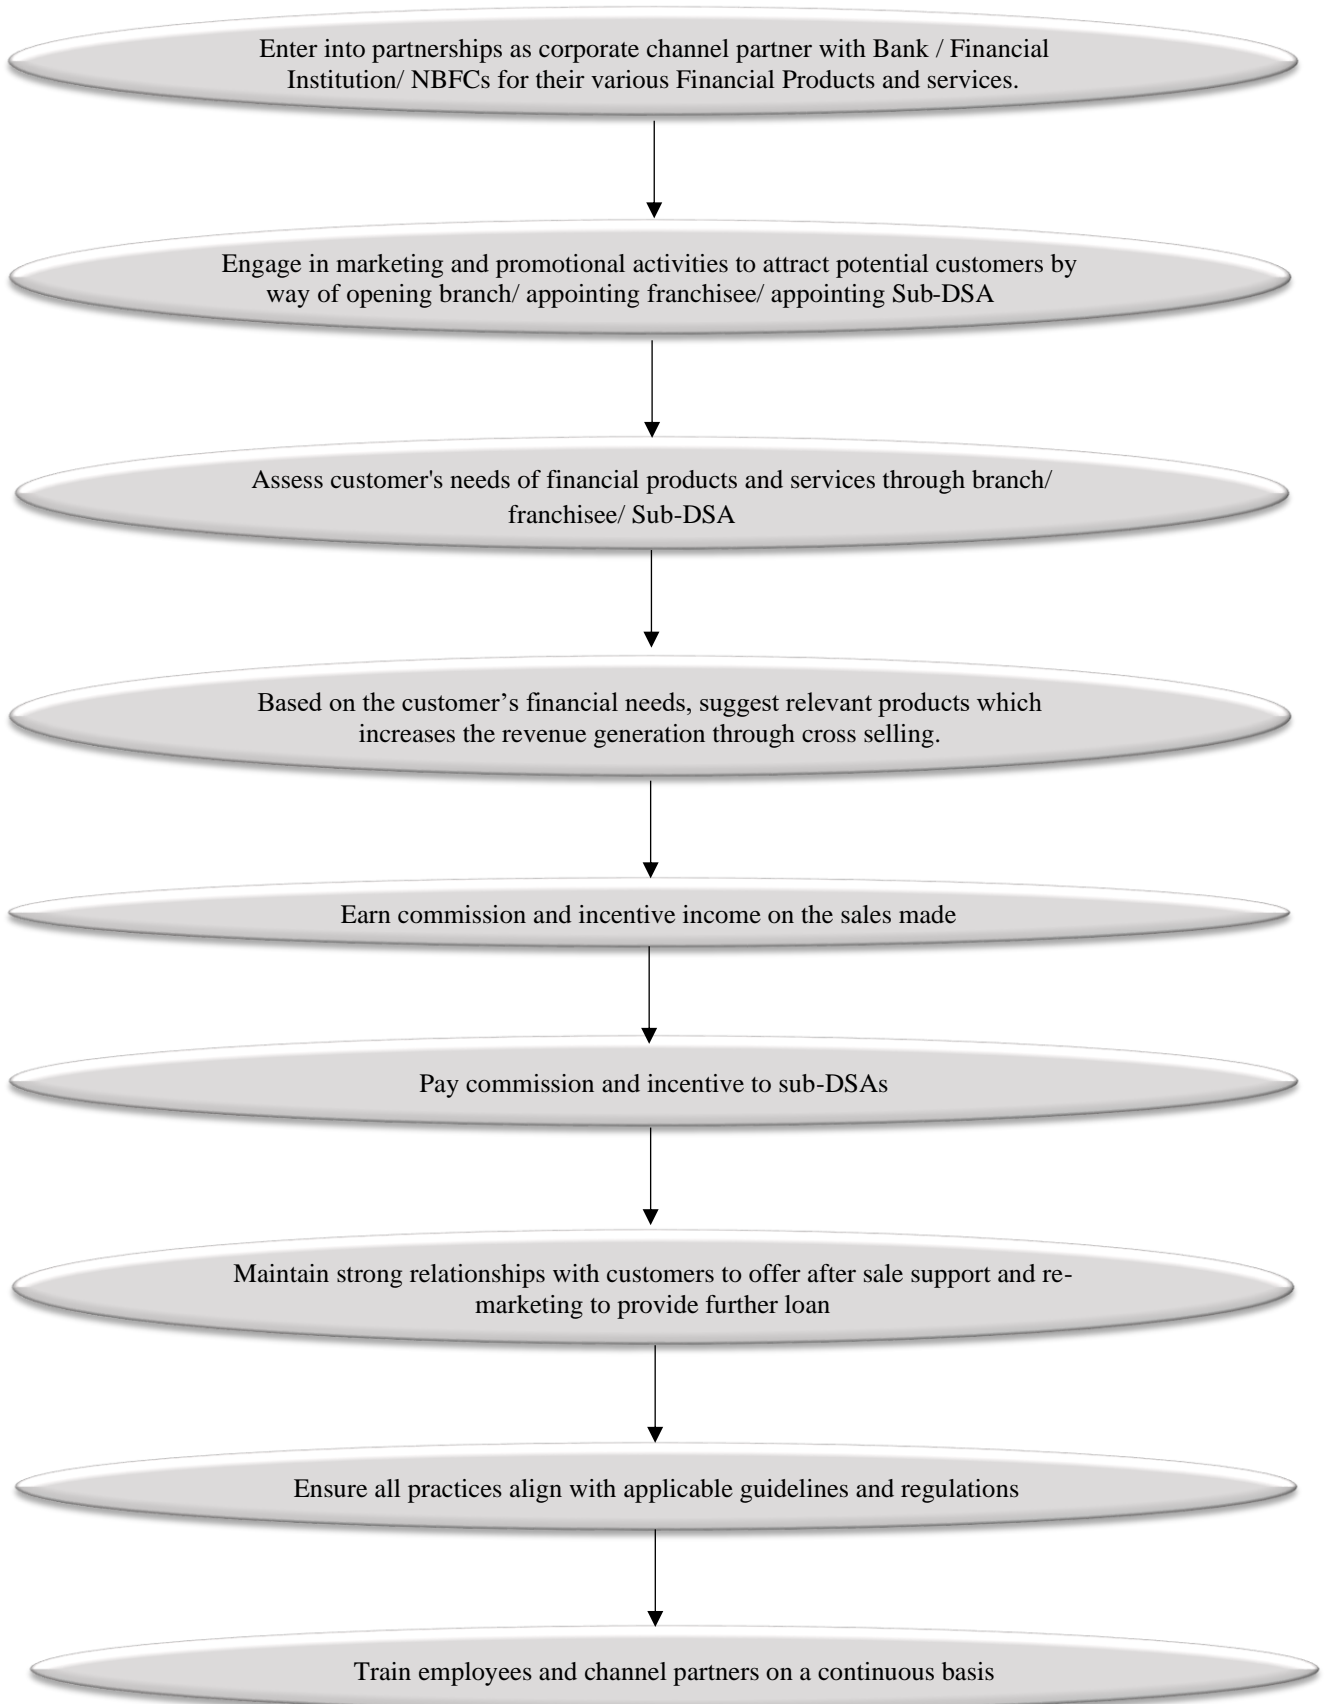 Enter into partnerships as corporate channel partner with Bank / Financial
Institution/ NBFCs for their various Financial Products and services.
Engage in marketing and promotional activities to attract potential customers by
way of opening branch/ appointing franchisee/ appointing Sub-DSA
Assess customer's needs of financial products and services through branch/
franchisee/ Sub-DSA
Based on the customer’s financial needs, suggest relevant products which
increases the revenue generation through cross selling.
Earn commission and incentive income on the sales made
Pay commission and incentive to sub-DSAs
Maintain strong relationships with customers to offer after sale support and re-
marketing to provide further loan
Ensure all practices align with applicable guidelines and regulations
Train employees and channel partners on a continuous basis